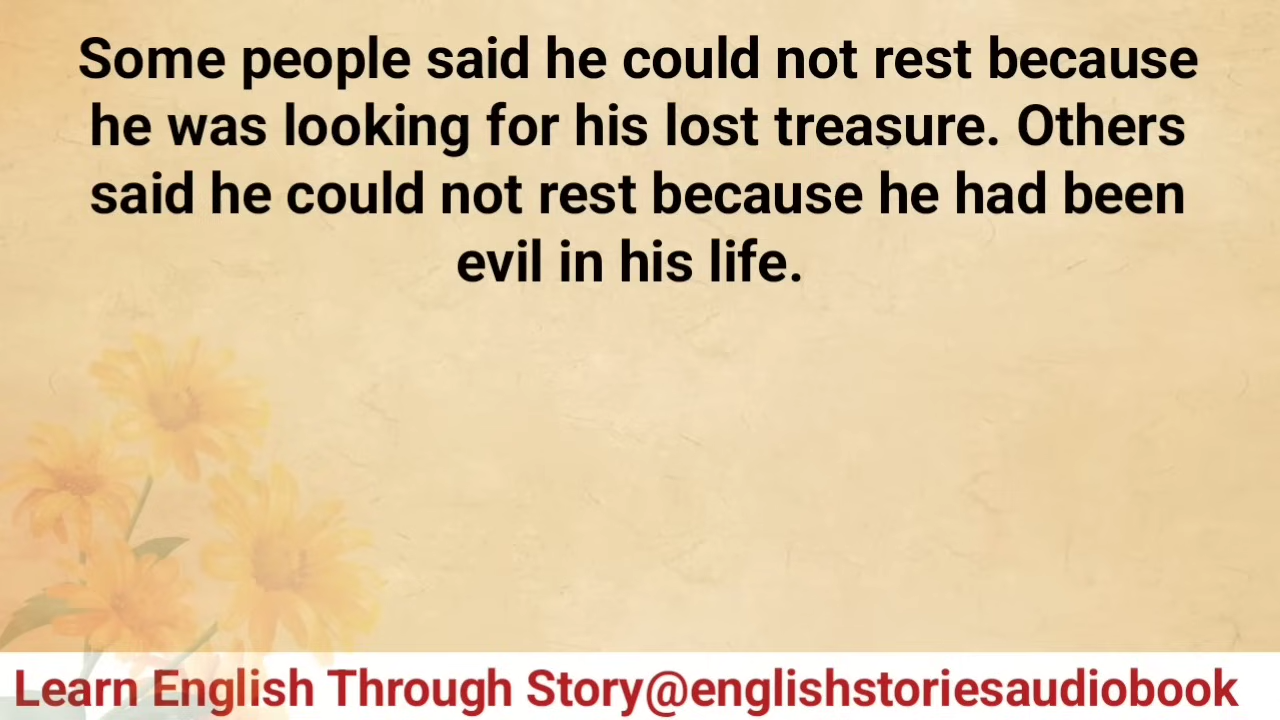 Some people said he could not rest because
he was looking for his lost treasure. Others
said he could not rest because he had been
evil in his life.
Learn English Through Story@englishstoriesaudiobook